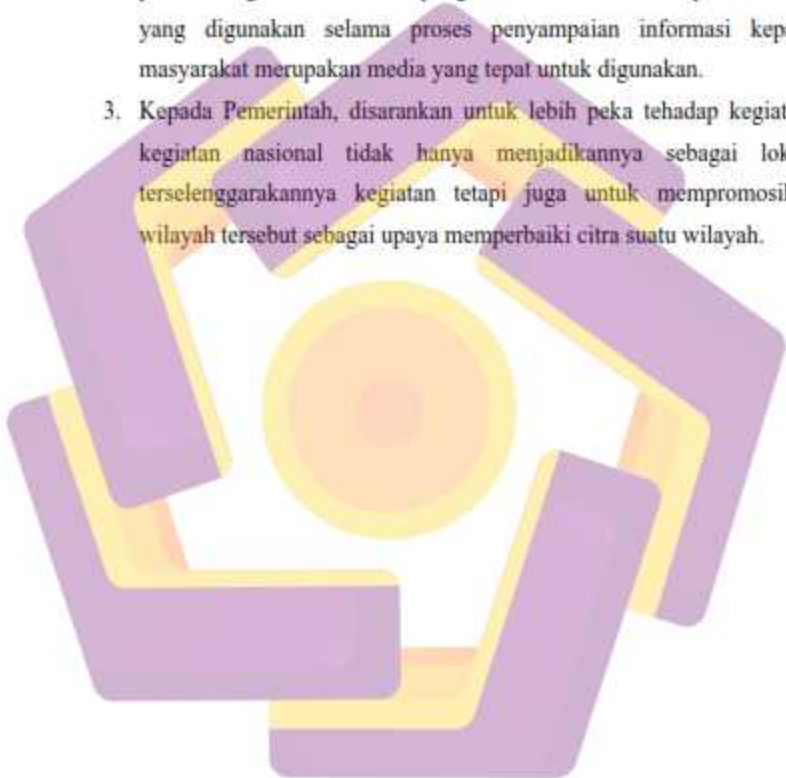 yang digunakan selama proses penyampaian informasi kep
masyarakat merupakan media yang tepat untuk digunakan.
3. Kepada Pemerintah, disarankan untuk lebih peka tehadap kegiat
kegiatan nasional tidak hanya menjadikannya sebagai lok
terselenggarakannya kegiatan tetapi juga untuk mempromosil
wilayah tersebut sebagai upaya memperbaiki citra suatu wilayah.